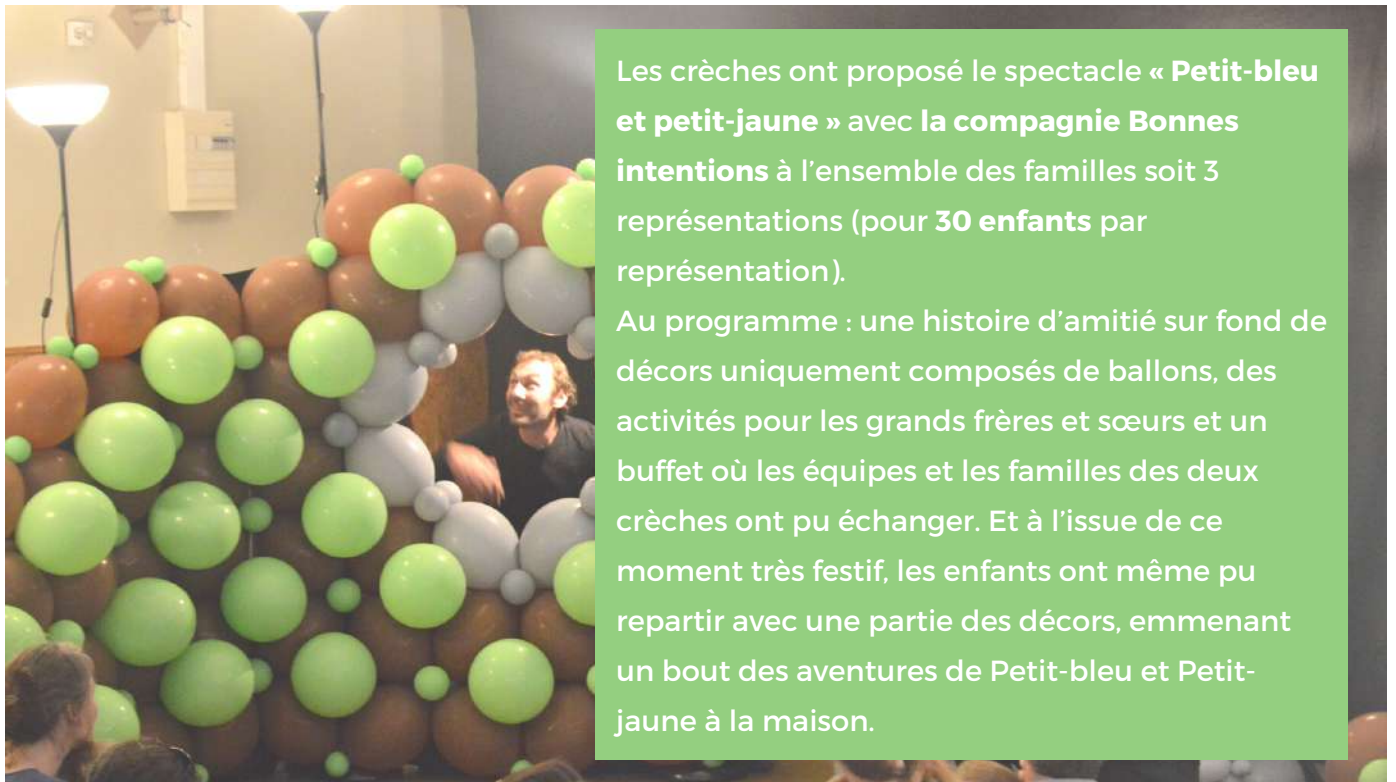 Les crèches ont proposé le spectacle « Petit-bleu
et petit-jaune » avec la compagnie Bonnes
intentions à l'ensemble des familles soit 3
représentations (pour 30 enfants par
représentation).
Au programme : une histoire d'amitié sur fond de
décors uniquement composés de ballons, des
activités pour les grands frères et sœurs et un
buffet où les équipes et les familles des deux
crèches ont pu échanger. Et à l'issue de ce
moment très festif, les enfants ont même pu
repartir avec une partie des décors, emmenant
un bout des aventures de Petit-bleu et Petit-
jaune à la maison.